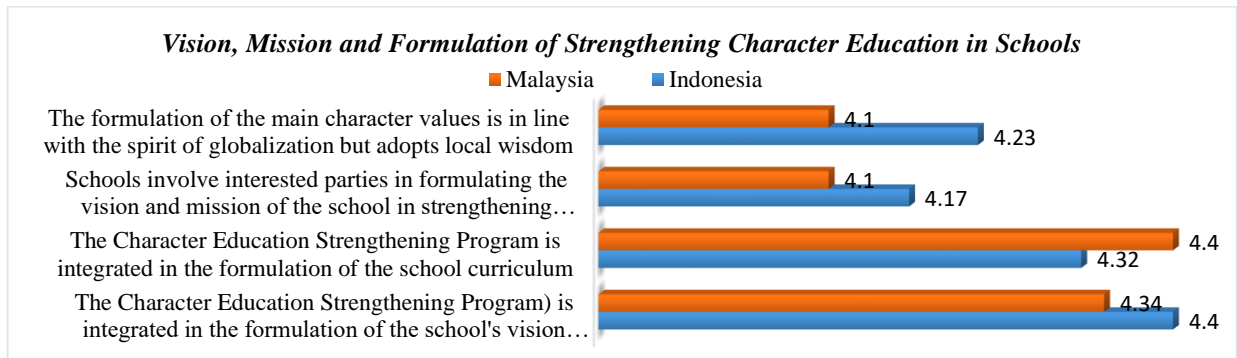 Vision, Mission and Formulation of Strengthening Character Education in Schools
Malaysia Indonesia
The formulation of the main character values is in line
with the spirit of globalization but adopts local wisdom
4.1
4.23
Schools involve interested parties in formulating the
vision and mission of the school in strengthening…
4.1
4.17
The Character Education Strengthening Program is
integrated in the formulation of the school curriculum
4.4
4.32
The Character Education Strengthening Program) is
integrated in the formulation of the school's vision…
4.34
4.4